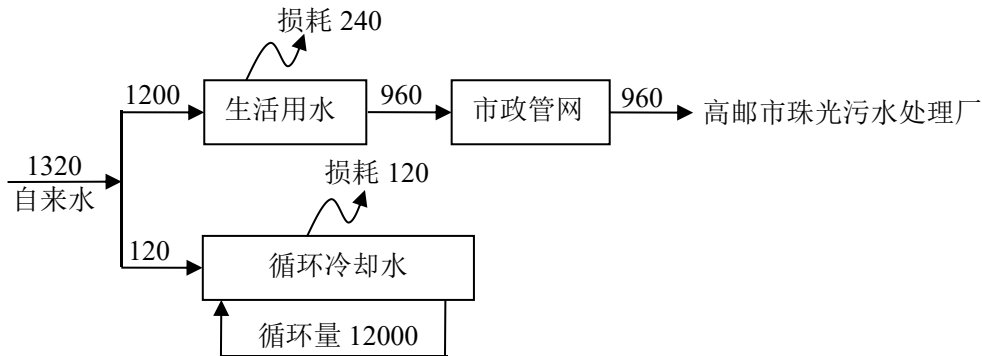 损耗 240
1200
生活用水
960
市政管网
960
高邮市珠光污水处理厂
1320
自来水
损耗 120
120
循环冷却水
循环量 12000